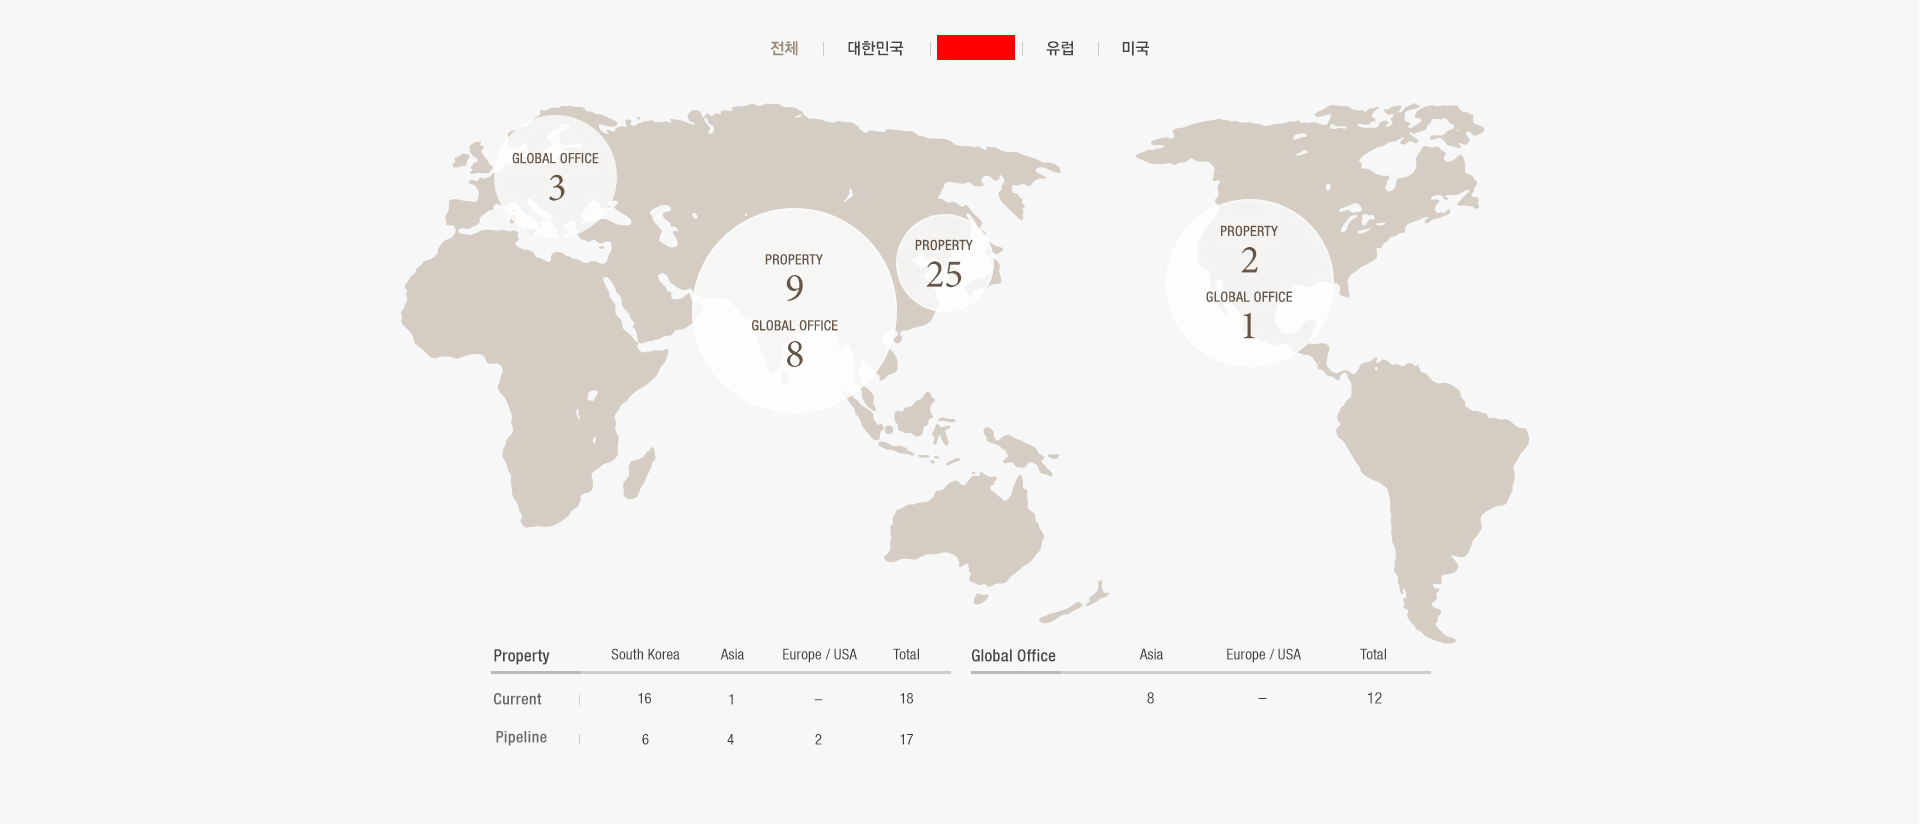 전체 대한민국 유럽 미국
GLOBAL OFFICE
3
PROPERTY
9
GLOBAL OFFICE
8
PROPERTY
25
PROPERTY
2
GLOBAL OFFICE
1
Property South Korea Asia Europe / USA Total
Current 16 1 – 18
Pipeline 6 4 2 17
Global Office Asia Europe / USA Total
8 – 12